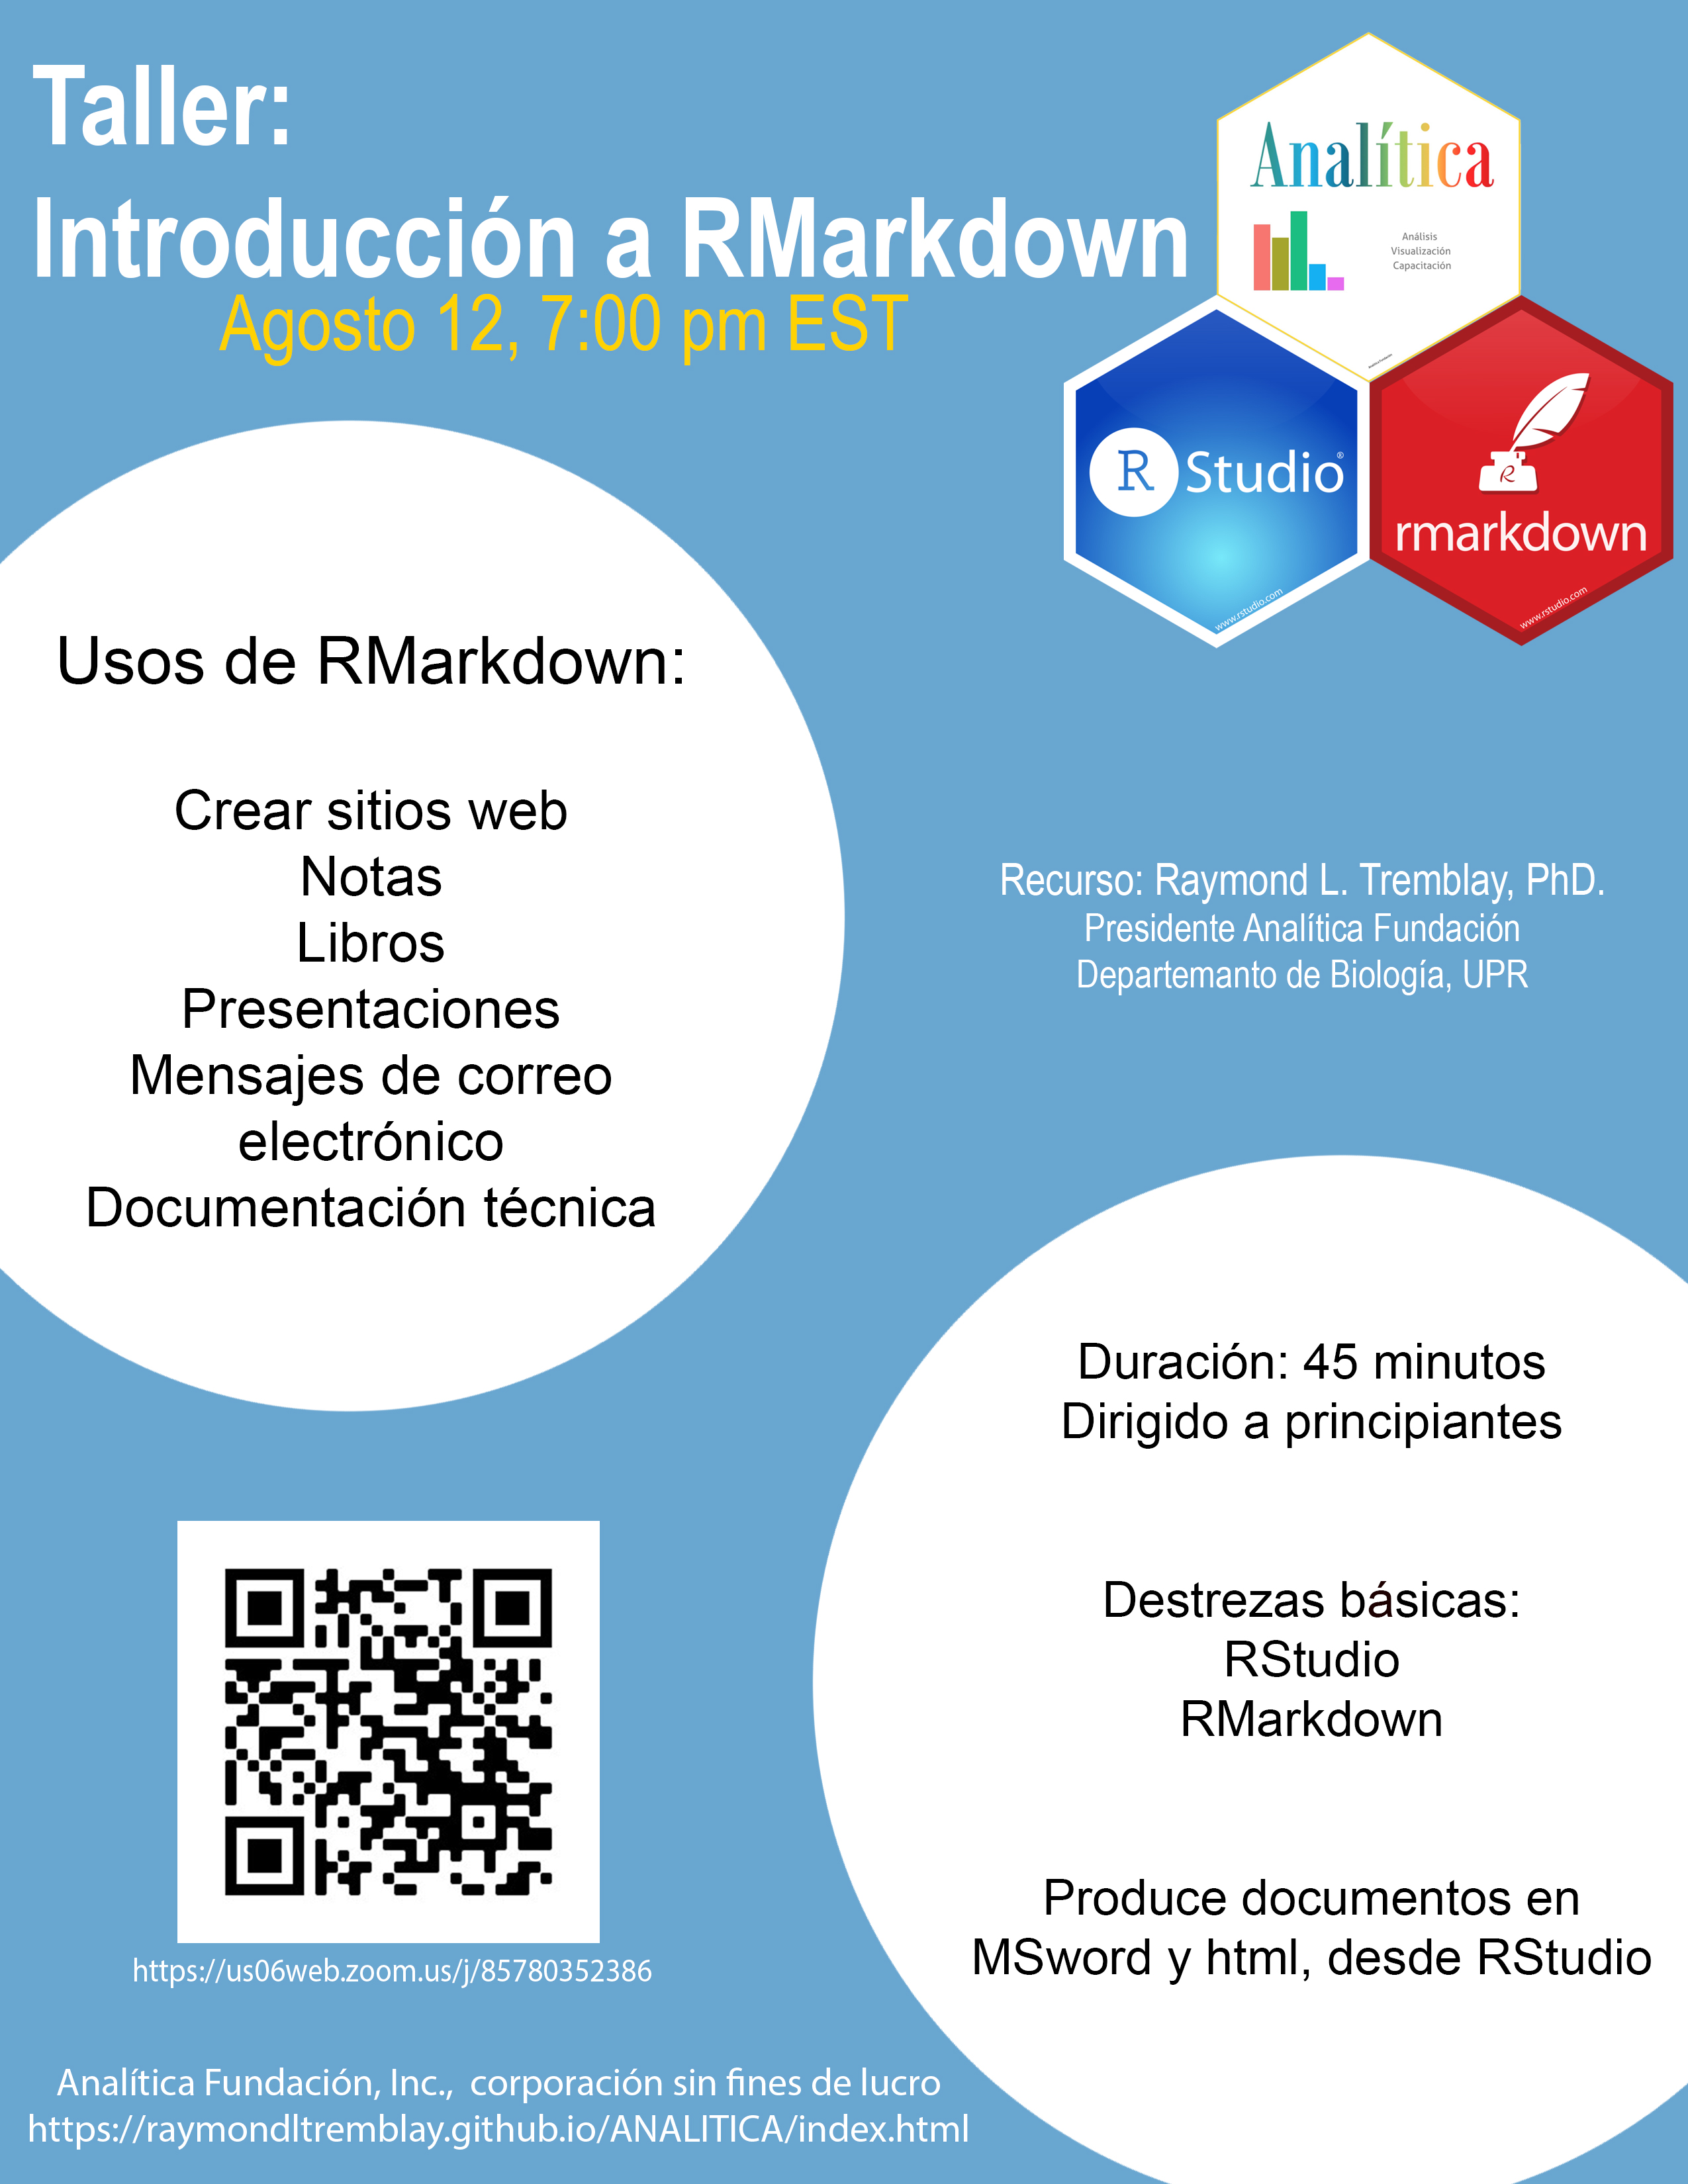 Taller:
Introducción a RMarkdown
Agosto 12, 7:00 pm EST
Analítica
Análisis
Visualización
Capacitación
R Studio®
www.rstudio.com
R
rmarkdown
www.rstudio.com
Usos de RMarkdown:
Crear sitios web
Notas
Libros
Presentaciones
Mensajes de correo
electrónico
Documentación técnica
Recurso: Raymond L. Tremblay, PhD.
Presidente Analítica Fundación
Departemanto de Biología, UPR
Duración: 45 minutos
Dirigido a principiantes
Destrezas básicas:
RStudio
RMarkdown
Produce documentos en
MSword y html, desde RStudio
https://us06web.zoom.us/j/85780352386
Analítica Fundación, Inc.,  corporación sin fines de lucro
https://raymondltremblay.github.io/ANALITICA/index.html